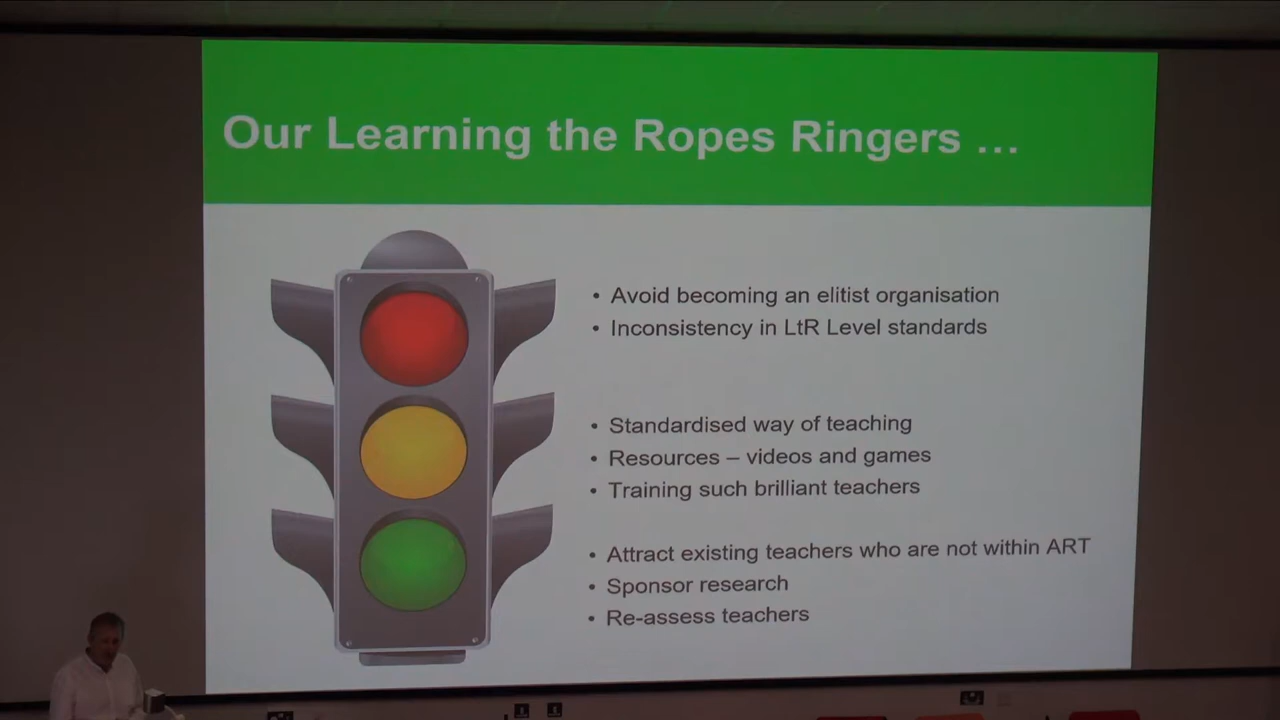 Our Learning the Ropes Ringers ...
• Avoid becoming an elitist organisation
• Inconsistency in LtR Level standards
• Standardised way of teaching
• Resources – videos and games
• Training such brilliant teachers
• Attract existing teachers who are not within ART
• Sponsor research
• Re-assess teachers